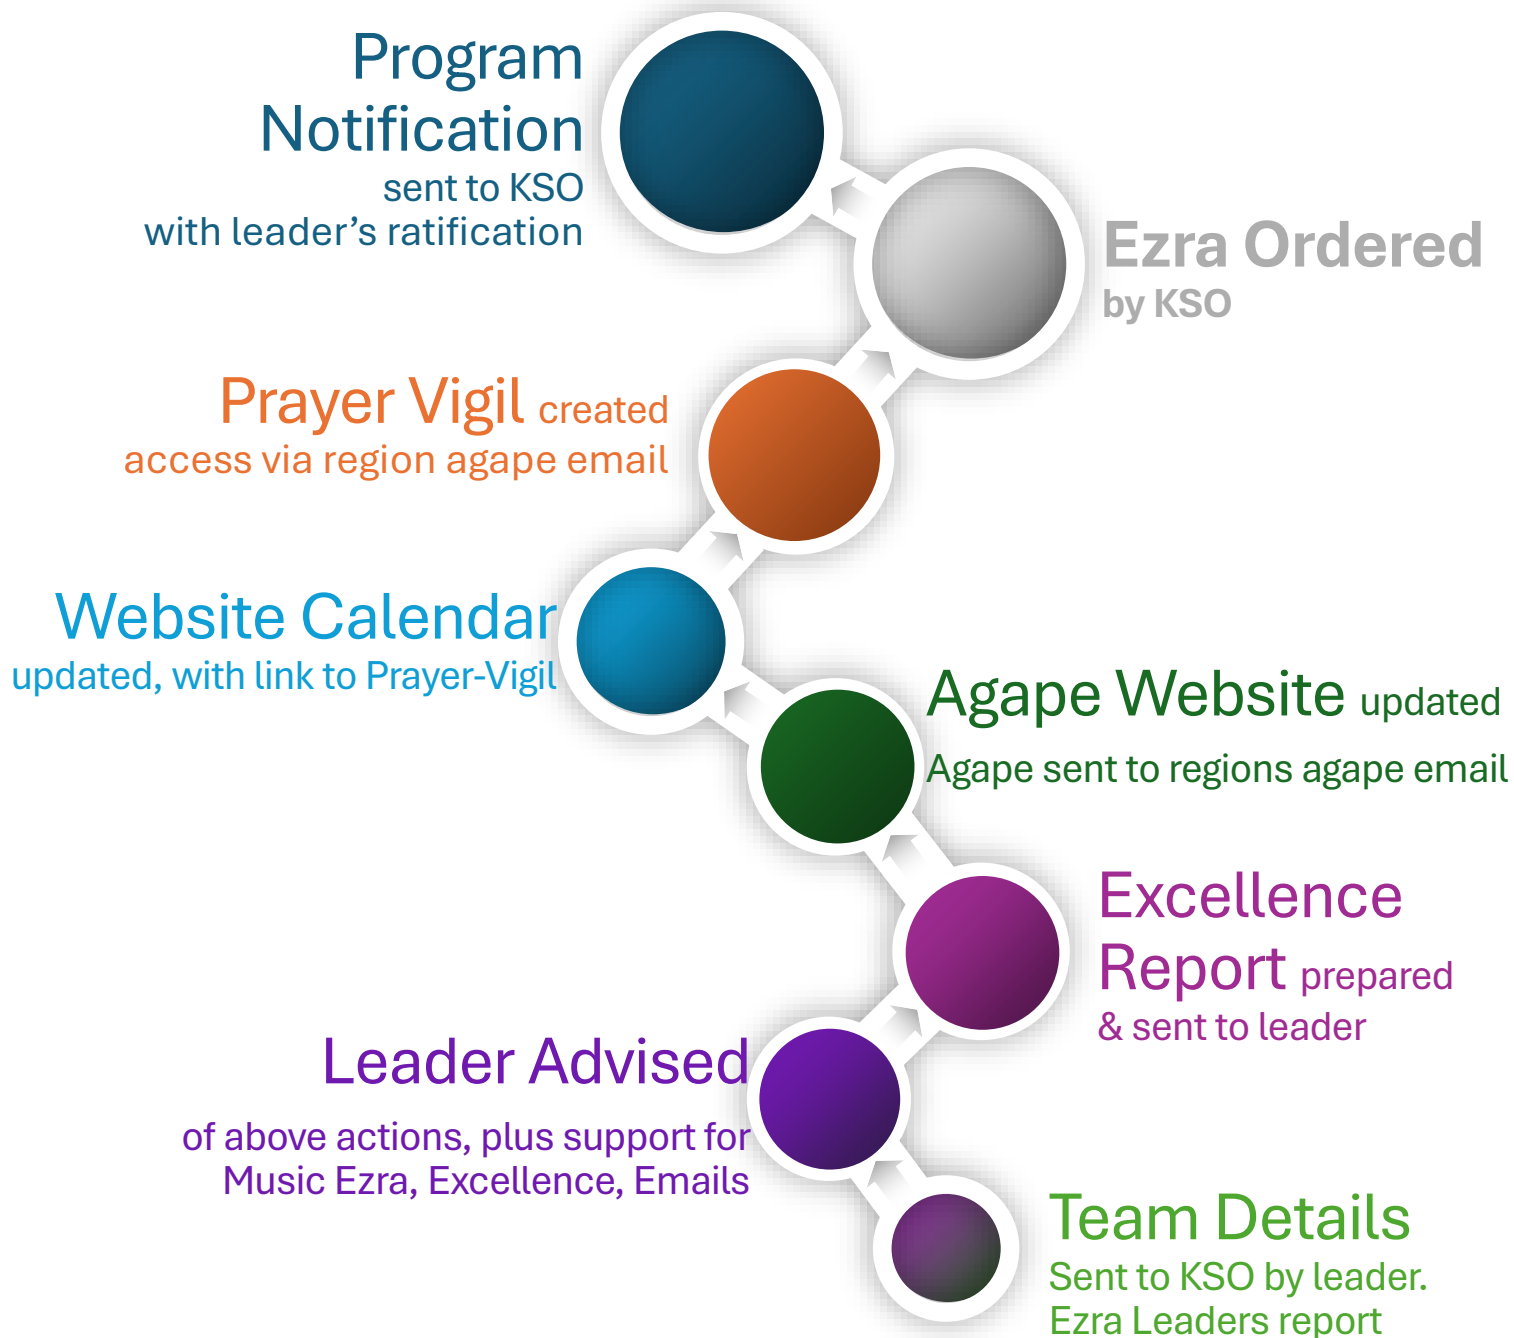 Program
Notification
sent to KSO
with leader’s ratification
Ezra Ordered
by KSO
Prayer Vigil created
access via region agape email
Website Calendar
updated, with link to Prayer-Vigil
Agape Website updated
Agape sent to regions agape email
Excellence
Report prepared
& sent to leader
Leader Advised
of above actions, plus support for
Music Ezra, Excellence, Emails
Team Details
Sent to KSO by leader.
Ezra Leaders report